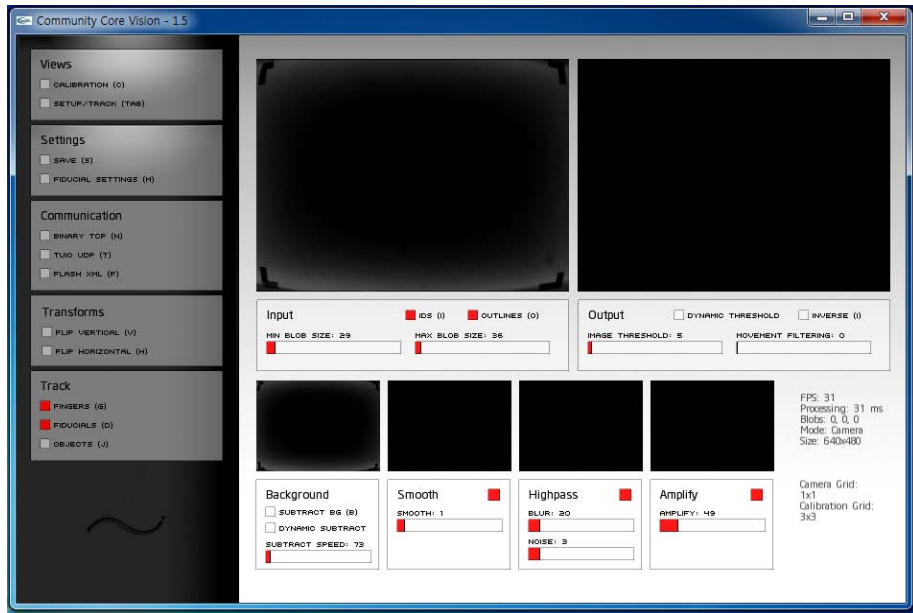 Community Core Vision - 1.5
Views
CALIBRATION (C)
SETUP/TRACK (TAB)
Settings
SAVE (S)
FIDUCIAL SETTINGS (M)
Communication
BINARY TCP (N)
TUIO UDP (T)
FLASH XML (F)
Transforms
FLIP VERTICAL (V)
FLIP HORIZONTAL (H)
Track
FINGERS (G)
FIDUCIALS (D)
OBJECTS (J)
Input
IDS (I)
OUTLINES (O)
MIN BLOB SIZE: 29
MAX BLOB SIZE: 36
Output
DYNAMIC THRESHOLD
INVERSE (I)
IMAGE THRESHOLD: 5
MOVEMENT FILTERING: 0
Background
SUBTRACT BG (B)
DYNAMIC SUBTRACT
SUBTRACT SPEED: 73
Smooth
SMOOTH: 1
Highpass
BLUR: 20
NOISE: 3
Amplify
AMPLIFY: 49
FPS: 31
Processing: 31 ms
Blobs: 0, 0, 0
Mode: Camera
Size: 640x480
Camera Grid:
1x1
Calibration Grid:
3x3